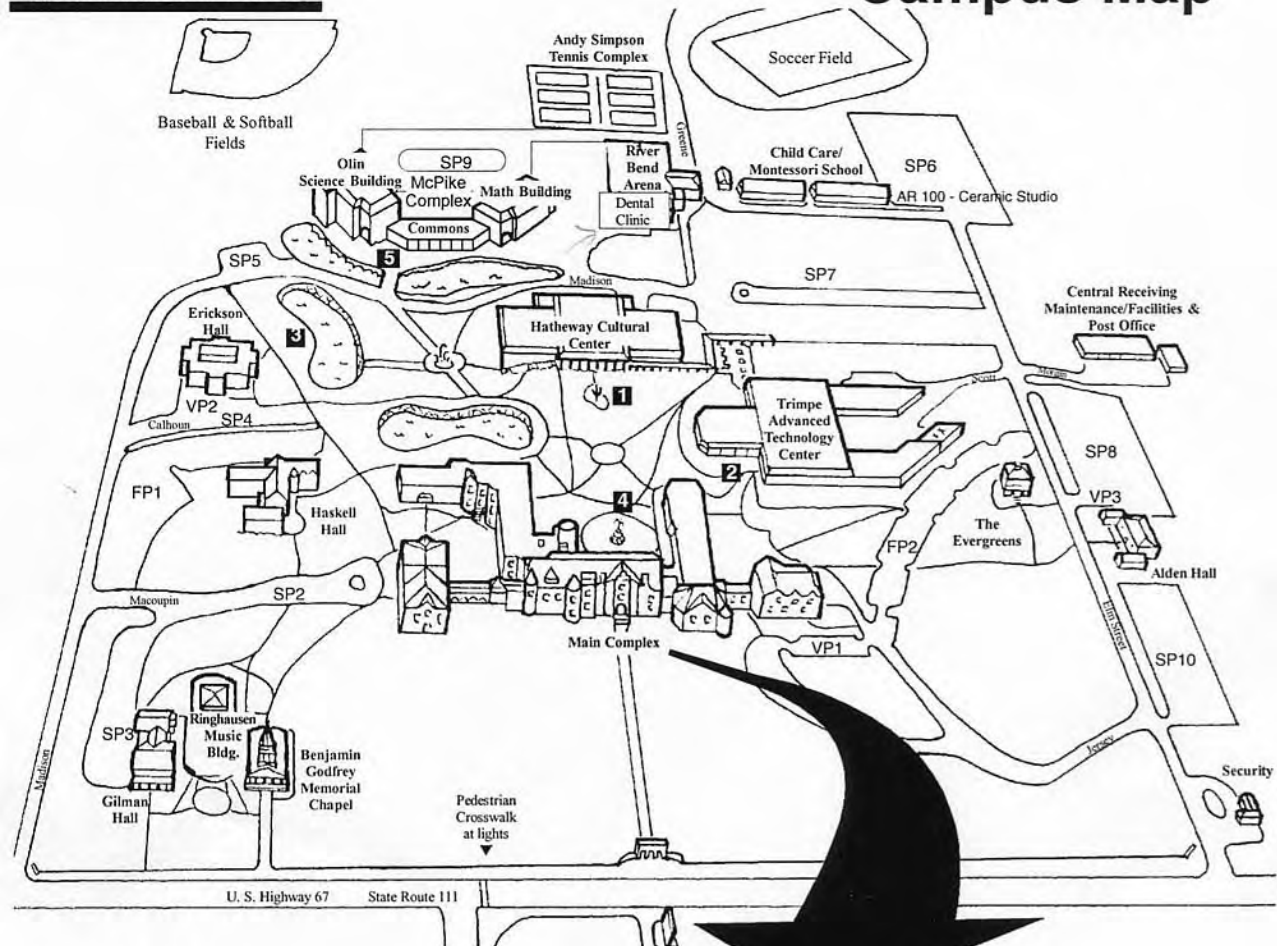 Campus Map
Andy Simpson
Tennis Complex
Soccer Field
Baseball & Softball
Fields
Greene
River
Bend
Arena
Dental
Clinic
Child Care/
Montessori School
SP6
AR 100 - Ceramic Studio
Olin
Science Building
SP9
McPike
Complex
Math Building
Commons
5
SP5
Madison
SP7
Central Receiving
Maintenance/Facilities &
Post Office
Erickson
Hall
3
Hatheway Cultural
Center
Morgan
Scott
1
VP2
SP4
Calhoun
Trimpe
Advanced
Technology
Center
2
SP8
FP1
Haskell
Hall
4
VP3
The
Evergreens
FP2
Alden Hall
Macoupin
SP2
Main Complex
VP1
Elm Street
SP10
Ringhausen
Music
Bldg.
SP3
Madison
Gilman
Hall
Benjamin
Godfrey
Memorial
Chapel
Jersey
Security
Pedestrian
Crosswalk
at lights
U. S. Highway 67 State Route 111